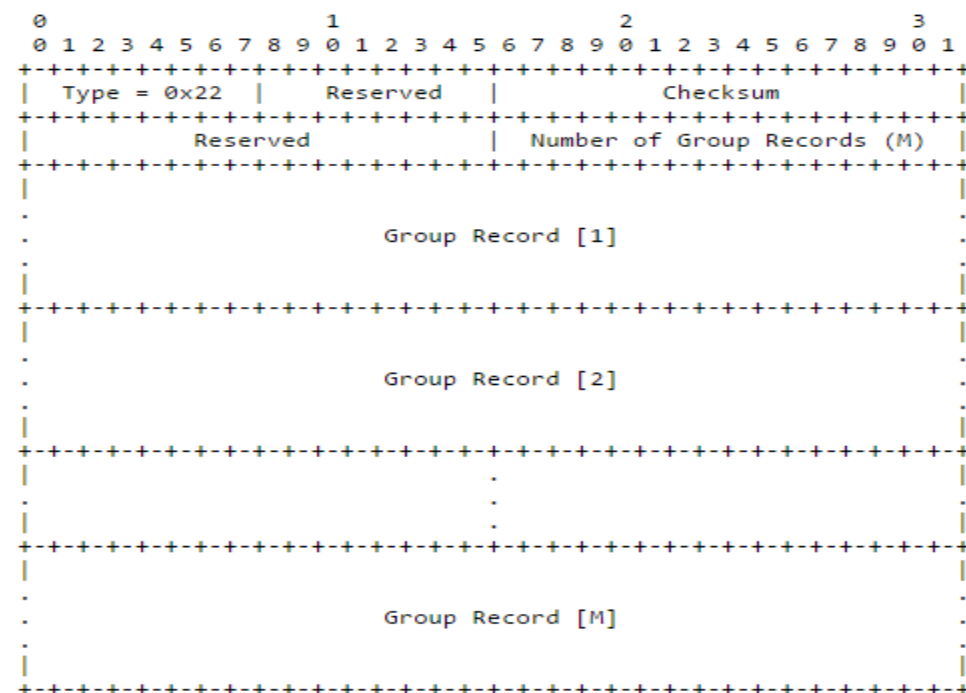 0                   1                   2                   3
0 1 2 3 4 5 6 7 8 9 0 1 2 3 4 5 6 7 8 9 0 1 2 3 4 5 6 7 8 9 0 1
+-+-+-+-+-+-+-+-+-+-+-+-+-+-+-+-+-+-+-+-+-+-+-+-+-+-+-+-+-+-+-+-+
|  Type = 0x22  |    Reserved   |           Checksum            |
+-+-+-+-+-+-+-+-+-+-+-+-+-+-+-+-+-+-+-+-+-+-+-+-+-+-+-+-+-+-+-+-+
|           Reserved            |  Number of Group Records (M)  |
+-+-+-+-+-+-+-+-+-+-+-+-+-+-+-+-+-+-+-+-+-+-+-+-+-+-+-+-+-+-+-+-+
|                                                               |
.                                                               .
.                        Group Record [1]                       .
.                                                               .
|                                                               |
+-+-+-+-+-+-+-+-+-+-+-+-+-+-+-+-+-+-+-+-+-+-+-+-+-+-+-+-+-+-+-+-+
|                                                               |
.                                                               .
.                        Group Record [2]                       .
.                                                               .
|                                                               |
+-+-+-+-+-+-+-+-+-+-+-+-+-+-+-+-+-+-+-+-+-+-+-+-+-+-+-+-+-+-+-+-+
|                               .                               |
.                               .                               .
|                               .                               |
+-+-+-+-+-+-+-+-+-+-+-+-+-+-+-+-+-+-+-+-+-+-+-+-+-+-+-+-+-+-+-+-+
|                                                               |
.                                                               .
.                        Group Record [M]                       .
.                                                               .
|                                                               |
+-+-+-+-+-+-+-+-+-+-+-+-+-+-+-+-+-+-+-+-+-+-+-+-+-+-+-+-+-+-+-+-+